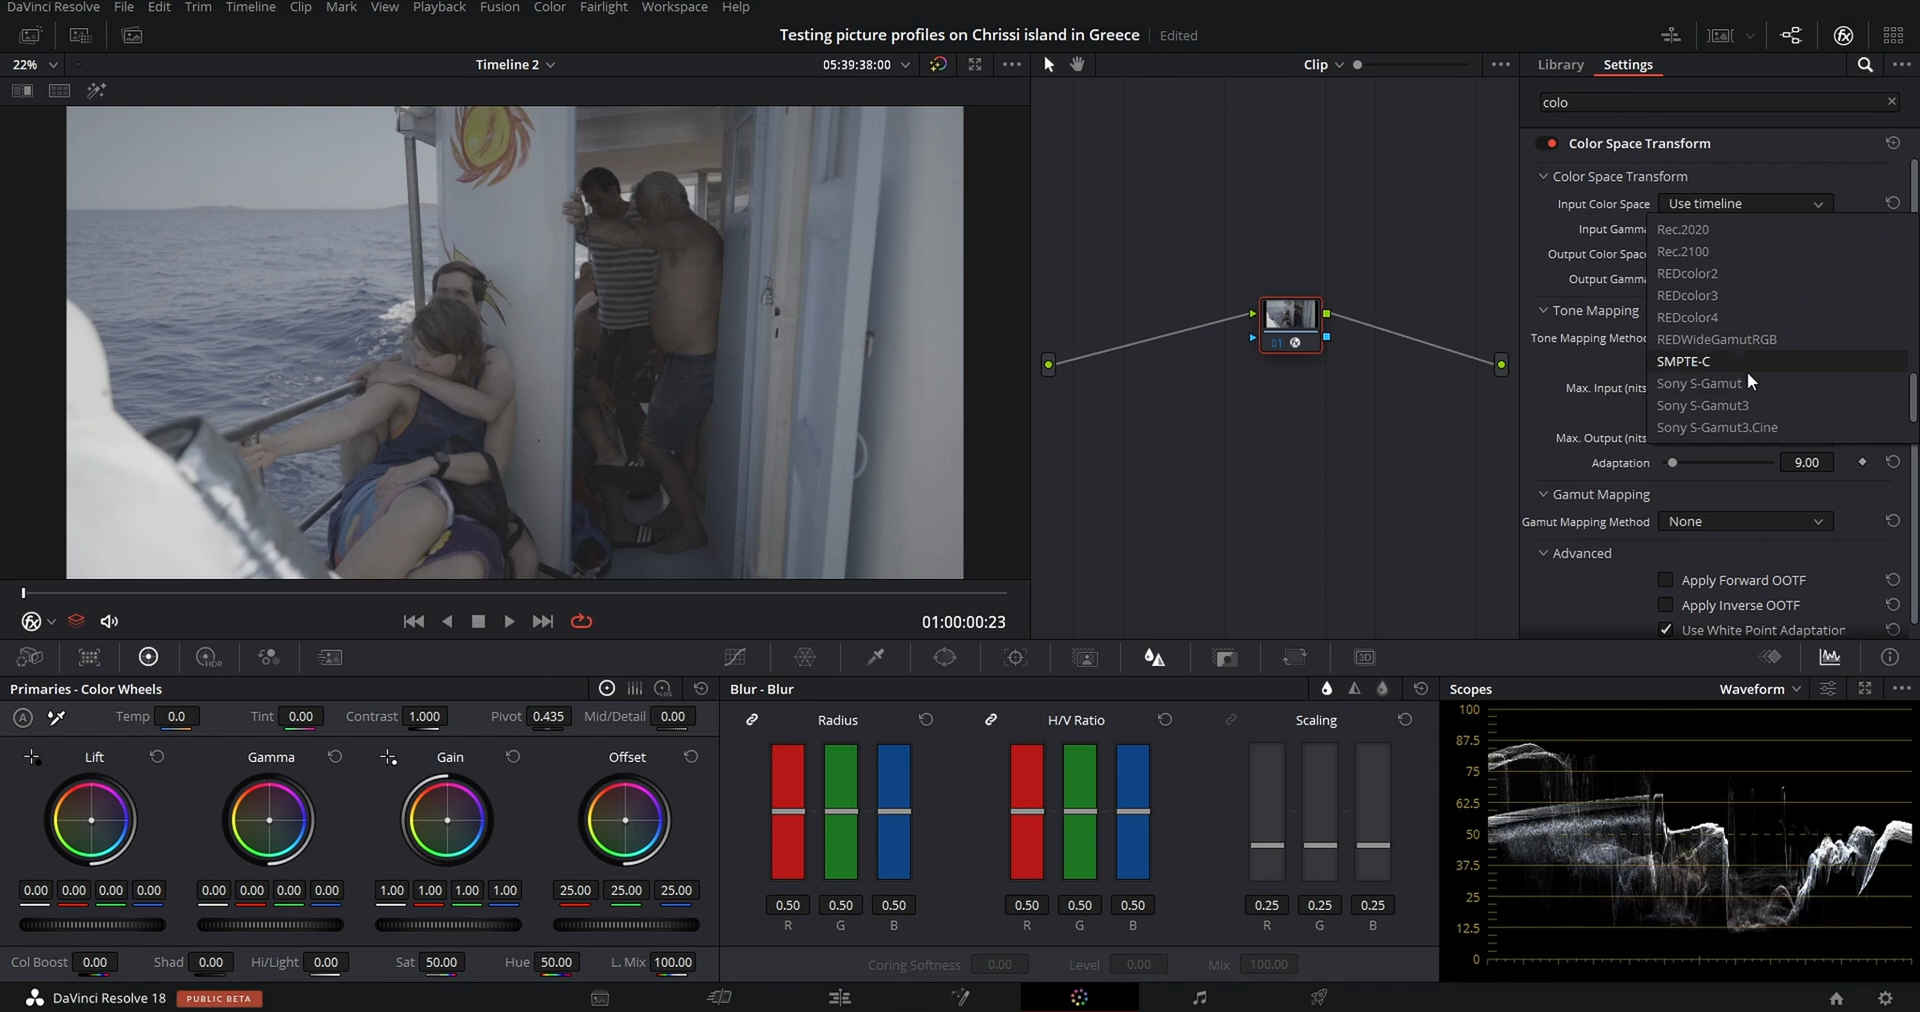 DaVinci Resolve File Edit Trim Timeline Clip Mark View Playback Fusion Color Fairlight Workspace Help
Testing picture profiles on Chrissi island in Greece Edited
22% Timeline 2 05:39:38:00 Clip Library Settings
colo
Color Space Transform
Color Space Transform
Input Color Space Use timeline
Input Gamma
Output Color Space
Output Gamma
Tone Mapping
Tone Mapping Method
Max. Input (nits
Max. Output (nits
Rec.2020
Rec.2100
REDcolor2
REDcolor3
REDcolor4
REDWideGamutRGB
SMPTE-C
Sony S-Gamut
Sony S-Gamut3
Sony S-Gamut3.Cine
Adaptation 9.00
Gamut Mapping
Gamut Mapping Method None
Advanced
Apply Forward OOTF
Apply Inverse OOTF
Use White Point Adaptation
01
01:00:00:23
HDR 3D
Primaries - Color Wheels Blur - Blur Scopes Waveform
A Temp 0.0 Tint 0.00 Contrast 1.000 Pivot 0.435 Mid/Detail 0.00
Lift Gamma Gain Offset
0.00 0.00 0.00 0.00 0.00 0.00 0.00 0.00 1.00 1.00 1.00 1.00 25.00 25.00 25.00
Col Boost 0.00 Shad 0.00 Hi/Light 0.00 Sat 50.00 Hue 50.00 L. Mix 100.00
Radius H/V Ratio Scaling
0.50 0.50 0.50 0.50 0.50 0.50 0.25 0.25 0.25
R G B R G B R G B
Coring Softness 0.00 Level 0.00 Mix 100.00
100
87.5
75
62.5
50
37.5
25
12.5
0
DaVinci Resolve 18 PUBLIC BETA